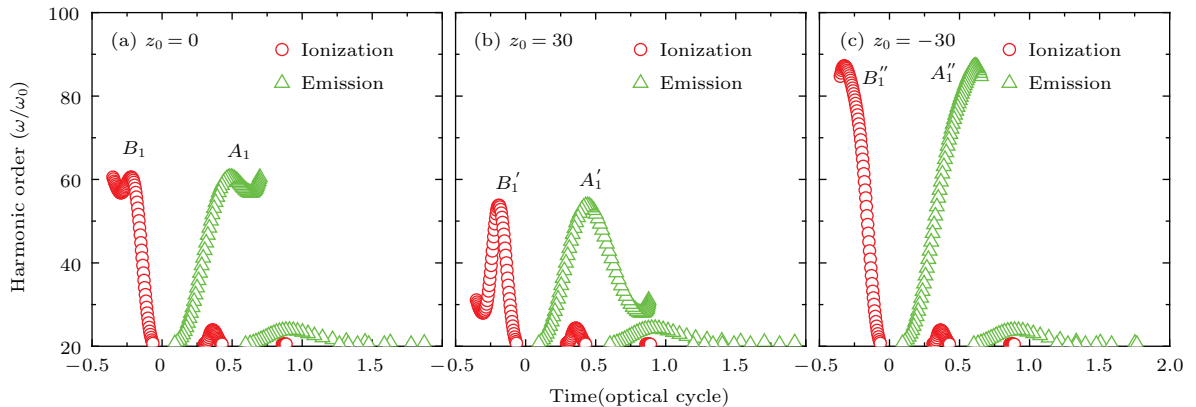 (a) z₀ = 0
Ionization
Emission
B₁
A₁
(b) z₀ = 30
Ionization
Emission
B₁′
A₁′
(c) z₀ = −30
Ionization
Emission
B₁″
A₁″
Harmonic order (ω/ω₀)
100
80
60
40
20
−0.5 0 0.5 1.0 1.5 −0.5 0 0.5 1.0 1.5 −0.5 0 0.5 1.0 1.5 2.0
Time(optical cycle)